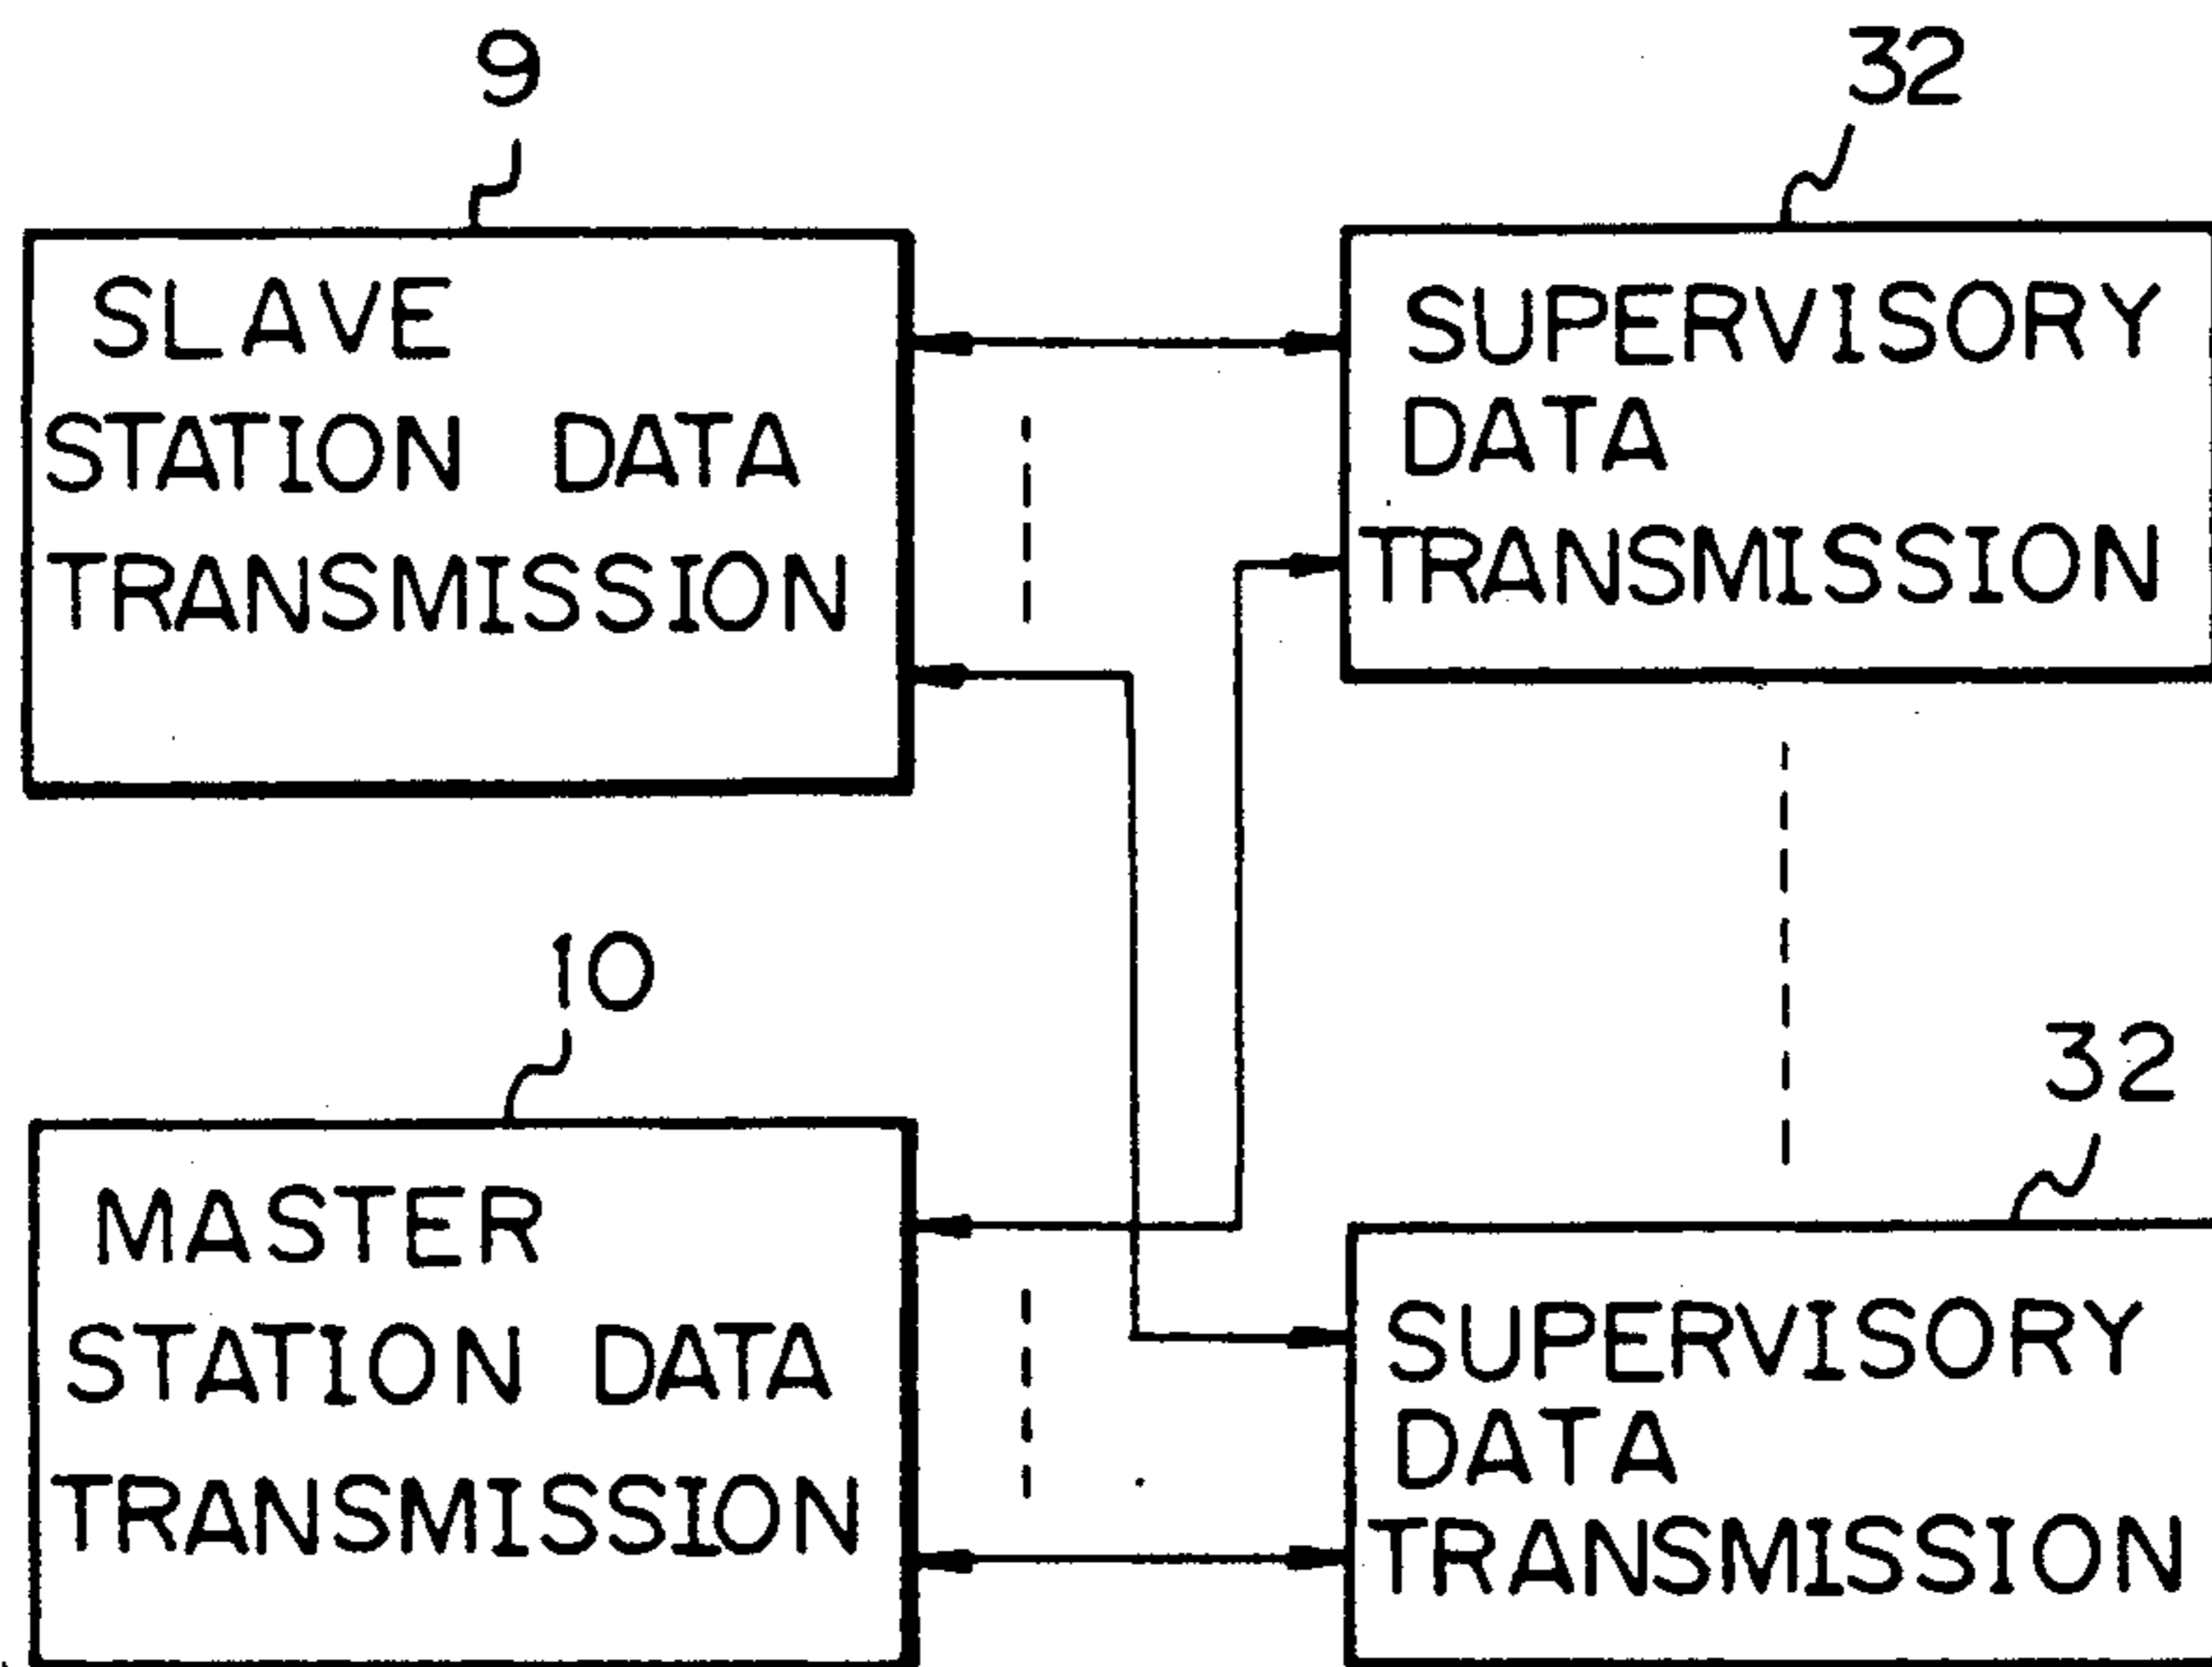 9
SLAVE
STATION DATA
TRANSMISSION
32
SUPERVISORY
DATA
TRANSMISSION
10
MASTER
STATION DATA
TRANSMISSION
32
SUPERVISORY
DATA
TRANSMISSION